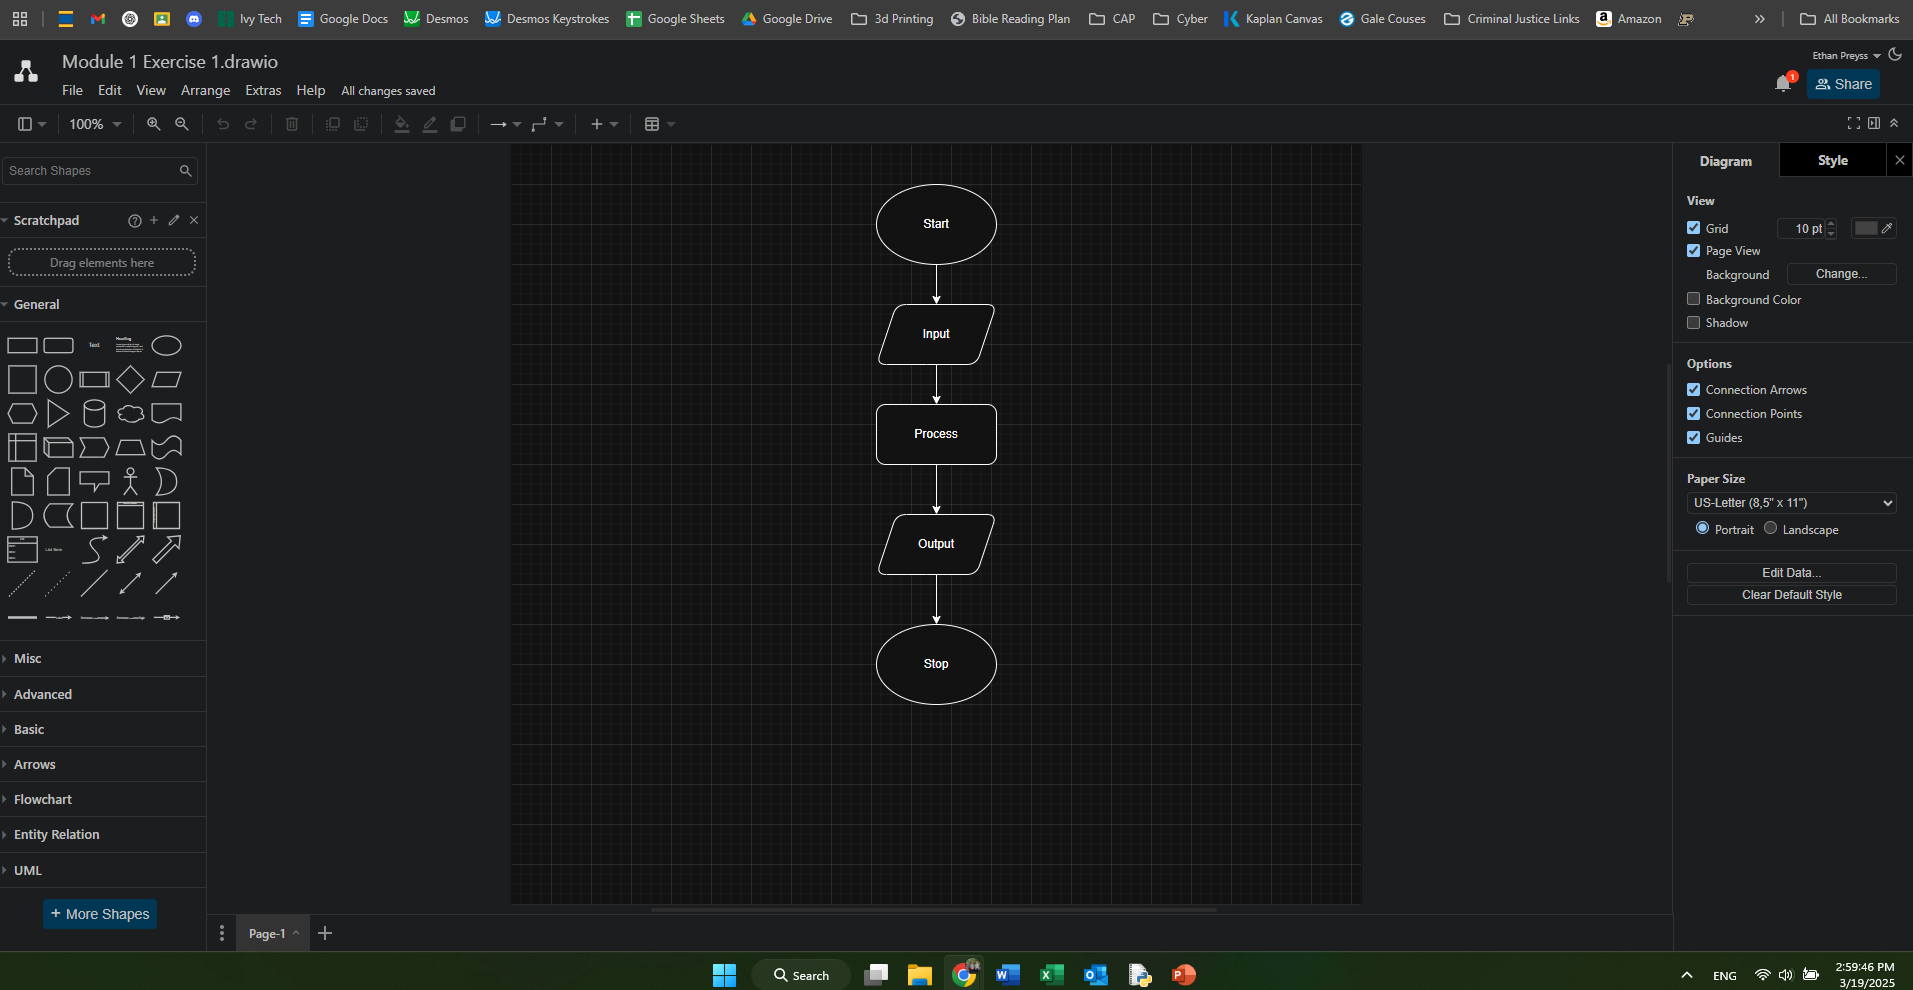 Ivy Tech Google Docs Desmos Desmos Keystrokes Google Sheets Google Drive 3d Printing Bible Reading Plan CAP Cyber Kaplan Canvas Gale Couses Criminal Justice Links Amazon » All Bookmarks
Module 1 Exercise 1.drawio
Ethan Preyss
File Edit View Arrange Extras Help All changes saved
1
Share
100%
Search Shapes
Scratchpad
Drag elements here
General
Text
Heading
List
List Item
Misc
Advanced
Basic
Arrows
Flowchart
Entity Relation
UML
+ More Shapes
Start
Input
Process
Output
Stop
Diagram Style
View
Grid 10 pt
Page View
Background Change...
Background Color
Shadow
Options
Connection Arrows
Connection Points
Guides
Paper Size
US-Letter (8,5" x 11")
Portrait Landscape
Edit Data...
Clear Default Style
Page-1
Search
ENG
2:59:46 PM
3/19/2025